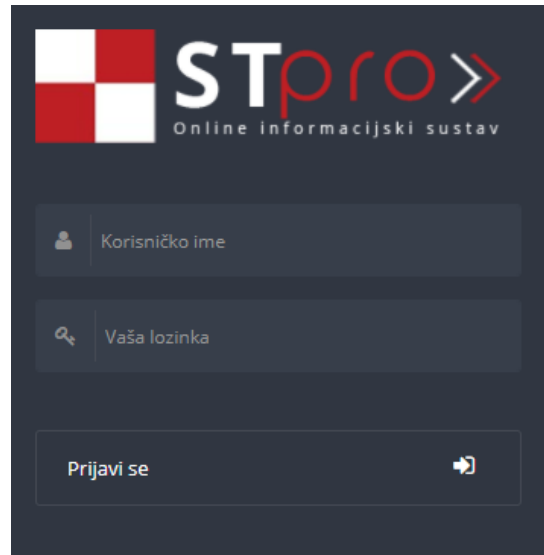 STpro
Online informacijski sustav
Korisničko ime
Vaša lozinka
Prijavi se